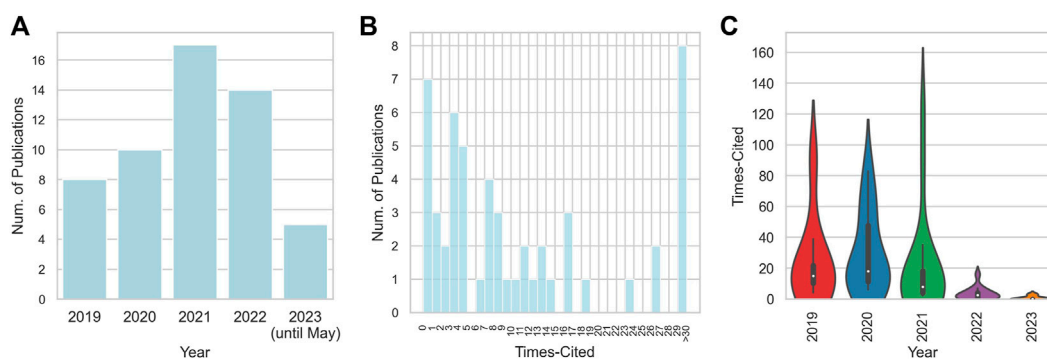 A
Num. of Publications
16
14
12
10
8
6
4
2
0
2019 2020 2021 2022 2023
(until May)
Year
B
Num. of Publications
8
7
6
5
4
3
2
1
0
0 1 2 3 4 5 6 7 8 9 10 11 12 13 14 15 16 17 18 19 20 21 22 23 24 25 26 27 28 29 >30
Times-Cited
C
Times-Cited
160
140
120
100
80
60
40
20
0
2019 2020 2021 2022 2023
Year